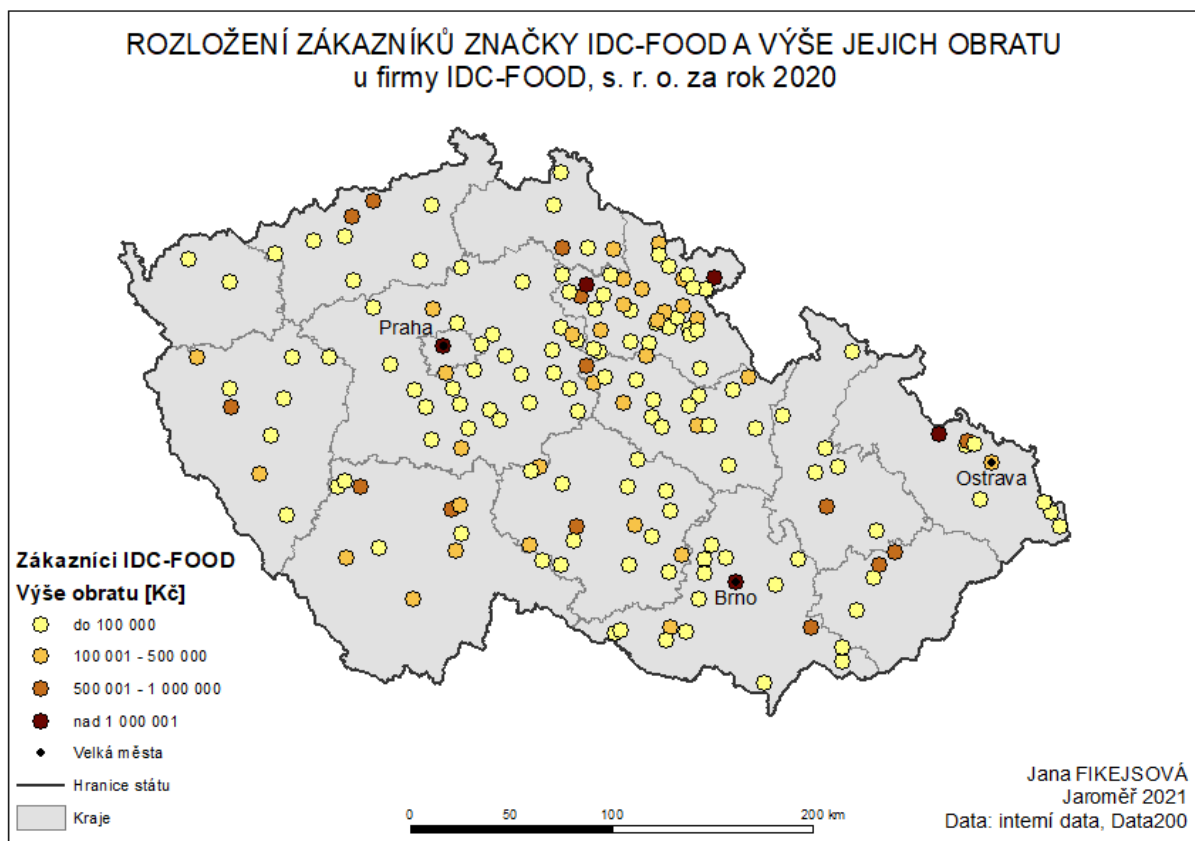 ROZLOŽENÍ ZÁKAZNÍKŮ ZNAČKY IDC-FOOD A VÝŠE JEJICH OBRATU
u firmy IDC-FOOD, s. r. o. za rok 2020
Praha
Ostrava
Brno
Zákazníci IDC-FOOD
Výše obratu [Kč]
do 100 000
100 001 - 500 000
500 001 - 1 000 000
nad 1 000 001
Velká města
Hranice státu
Kraje
0 50 100 200 km
Jana FIKEJSOVÁ
Jaroměř 2021
Data: interní data, Data200